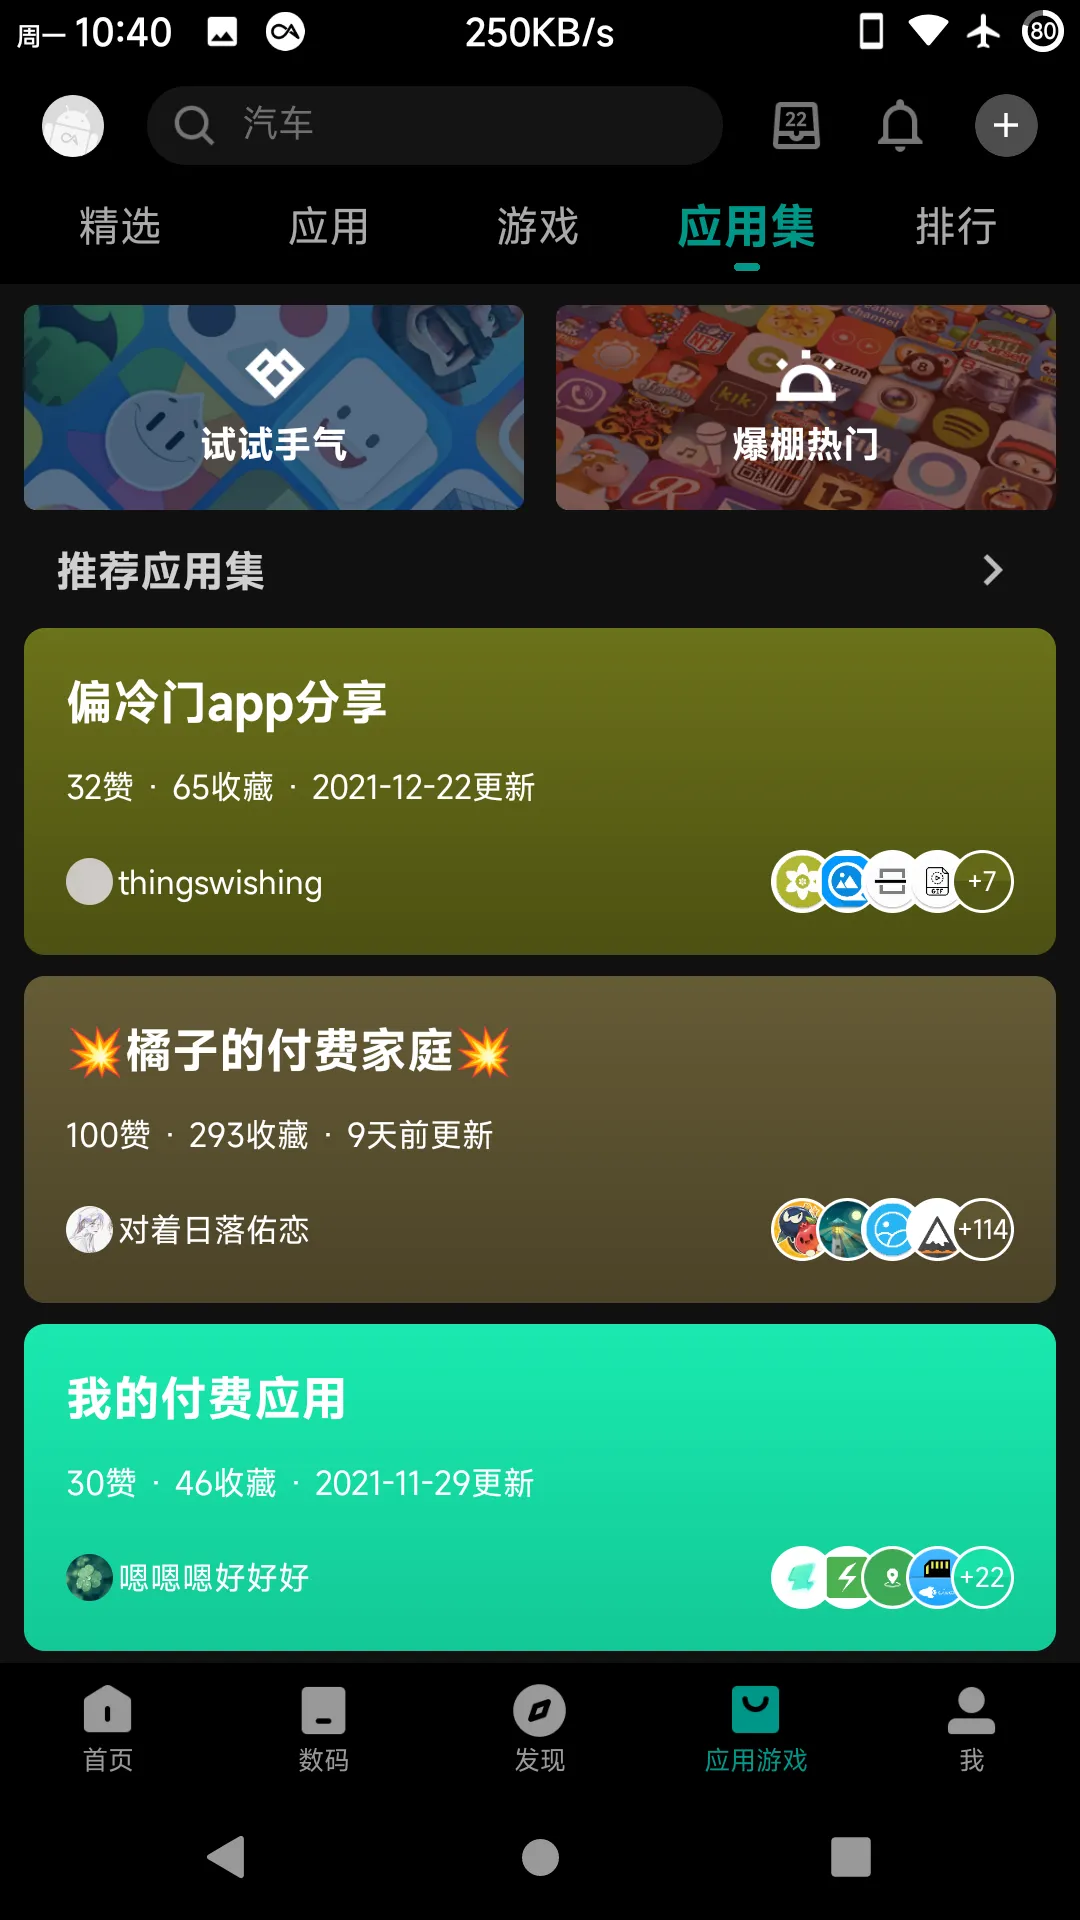 周一 10:40 250KB/s 80
汽车 22
精选 应用 游戏 应用集 排行
试试手气 爆棚热门
推荐应用集
偏冷门app分享
32赞 · 65收藏 · 2021-12-22更新
thingswishing +7
💥橘子的付费家庭💥
100赞 · 293收藏 · 9天前更新
对着日落佑恋 +114
我的付费应用
30赞 · 46收藏 · 2021-11-29更新
嗯嗯嗯好好好 +22
首页 数码 发现 应用游戏 我